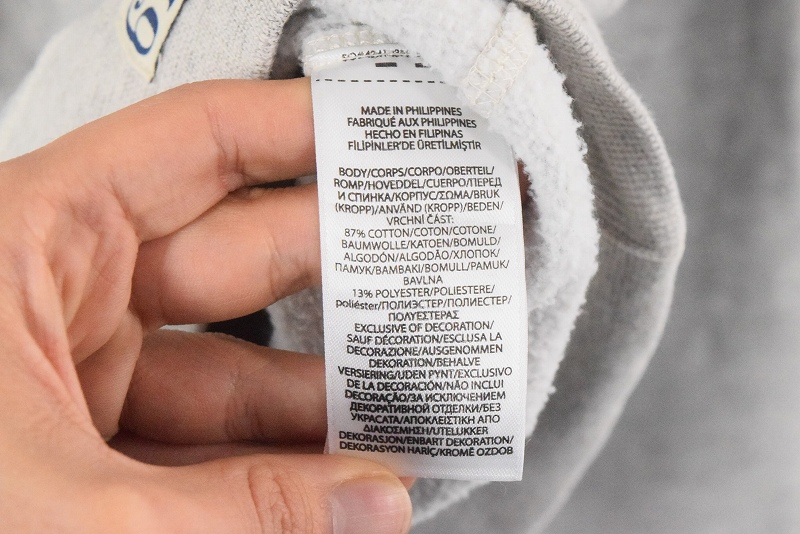 67
MADE IN PHILIPPINES
FABRIQUÉ AUX PHILIPPINES
HECHO EN FILIPINAS
FİLİPİNLER'DE ÜRETİLMİŞTİR
BODY/CORPS/CORPO/OBERTEIL/
ROMP/HOVEDDEL/CUERPO/ПЕРЕД
И СПИНКА/КОРПУС/ΣΩΜΑ/BRUK
(KROPP)/ANVÄND (KROPP)/BEDEN/
VRCHNÍ ČÁST:
87% COTTON/COTON/COTONE/
BAUMWOLLE/KATOEN/BOMULD/
ALGODÓN/ALGODÃO/ХЛОПОК/
ПАМУК/BAMBAKI/BOMULL/PAMUK/
BAVLNA
13% POLYESTER/POLIESTERE/
poliéster/ПОЛИЭСТЕР/ПОЛИЕСТЕР/
ΠΟΛΥΕΣΤΕΡΑΣ
EXCLUSIVE OF DECORATION/
SAUF DÉCORATION/ESCLUSA LA
DECORAZIONE/AUSGENOMMEN
DEKORATION/BEHALVE
VERSIERING/UDEN PYNT/EXCLUSIVO
DE LA DECORACIÓN/NÃO INCLUI
DECORAÇÃO/ЗА ИСКЛЮЧЕНИЕМ
ДЕКОРАТИВНОЙ ОТДЕЛКИ/БЕЗ
УКРАСАТА/ΑΠΟΚΛΕΙΣΤΙΚΗ ΑΠΟ
ΔΙΑΚΟΣΜΗΣΗ/UTELUKKER
DEKORASJON/ENBART DEKORATION/
DEKORASYON HARİÇ/KROMĚ OZDOB